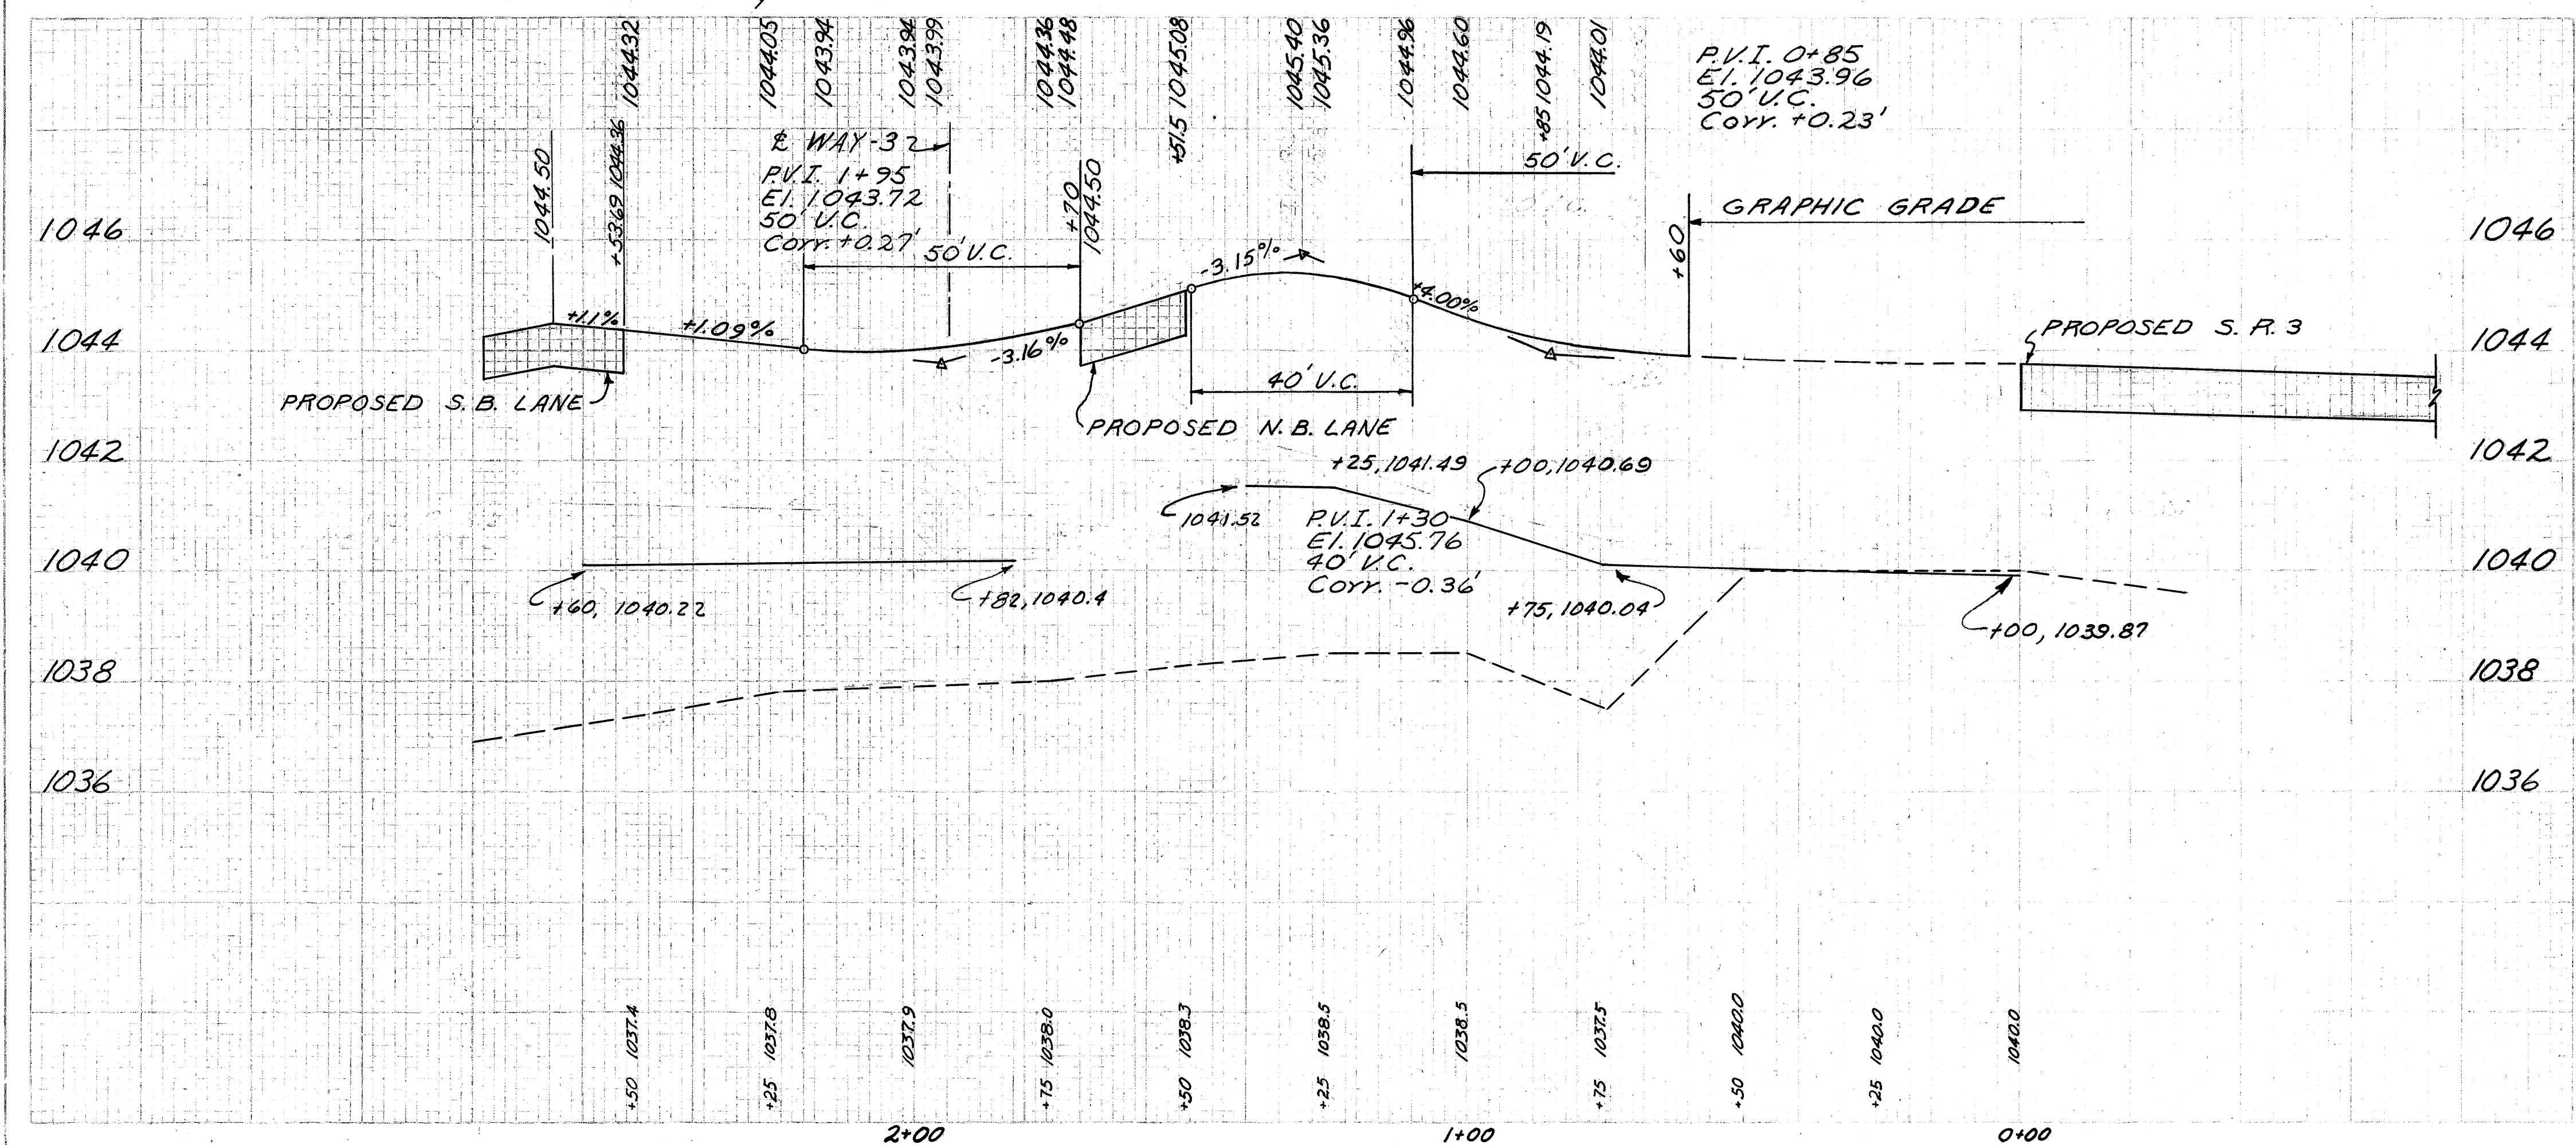 1044.32
1044.05
1043.94
1043.94
1043.99
1044.36
1044.48
+51.5 1045.08
1045.40
1045.36
1044.96
1044.60
+85 1044.19
1044.01
P.V.I. 0+85
El. 1043.96
50' V.C.
Corr. +0.23'
1044.50
+53.69 1044.36
℄ WAY-32
P.V.I. 1+95
El. 1043.72
50' V.C.
Corr. +0.27'
50' V.C.
+70
1044.50
50' V.C.
GRAPHIC GRADE
+60
1046
1046
-3.15%
+4.00%
+1.1%
+1.09%
-3.16%
1044
1044
PROPOSED S. R. 3
40' V.C.
PROPOSED S. B. LANE
PROPOSED N. B. LANE
1042
1042
+25, 1041.49
+00, 1040.69
1041.52
P.V.I. 1+30
El. 1045.76
40' V.C.
Corr. -0.36'
1040
1040
+60, 1040.22
+82, 1040.4
+75, 1040.04
+00, 1039.87
1038
1038
1036
1036
+50 1037.4
+25 1037.8
1037.9
+75 1038.0
+50 1038.3
+25 1038.5
1038.5
+75 1037.5
+50 1040.0
+25 1040.0
1040.0
2+00
1+00
0+00